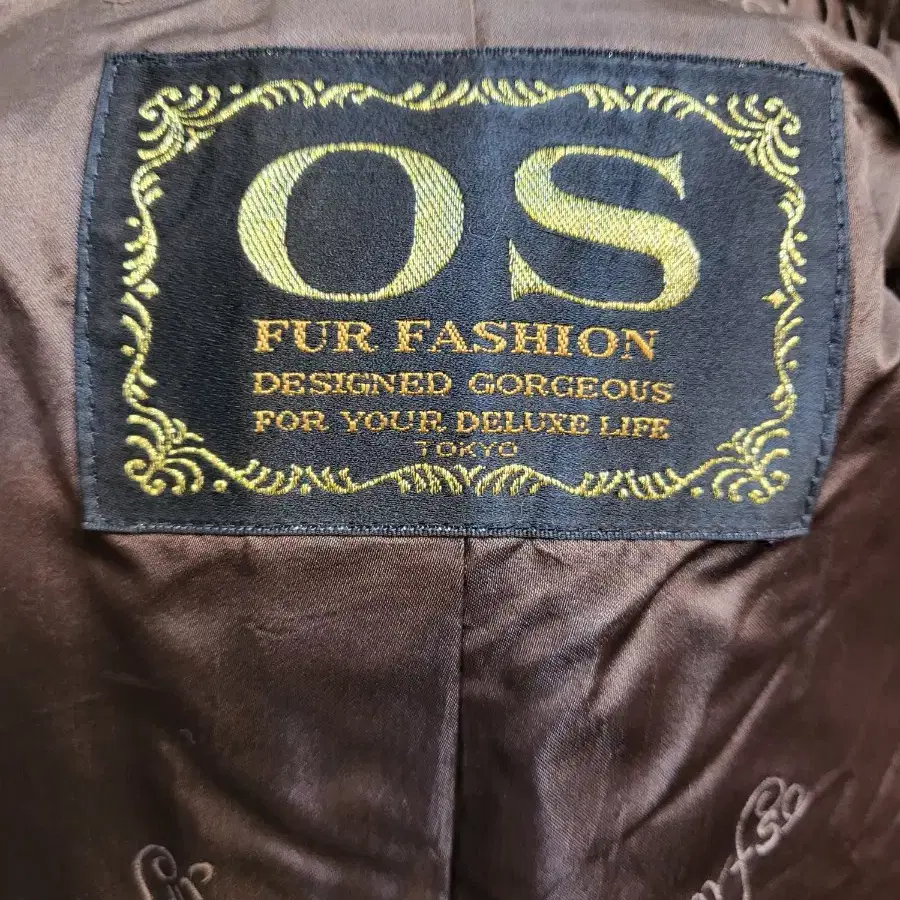 OS
FUR FASHION
DESIGNED GORGEOUS
FOR YOUR DELUXE LIFE
TOKYO